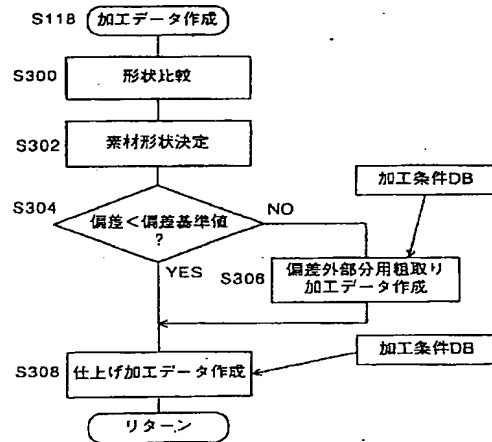 S118 加工データ作成
S300 形状比較
S302 素材形状決定
加工条件DB
S304 偏差<偏差基準値
?
NO
YES
S306 偏差外部分用粗取り
加工データ作成
加工条件DB
S308 仕上げ加工データ作成
リターン